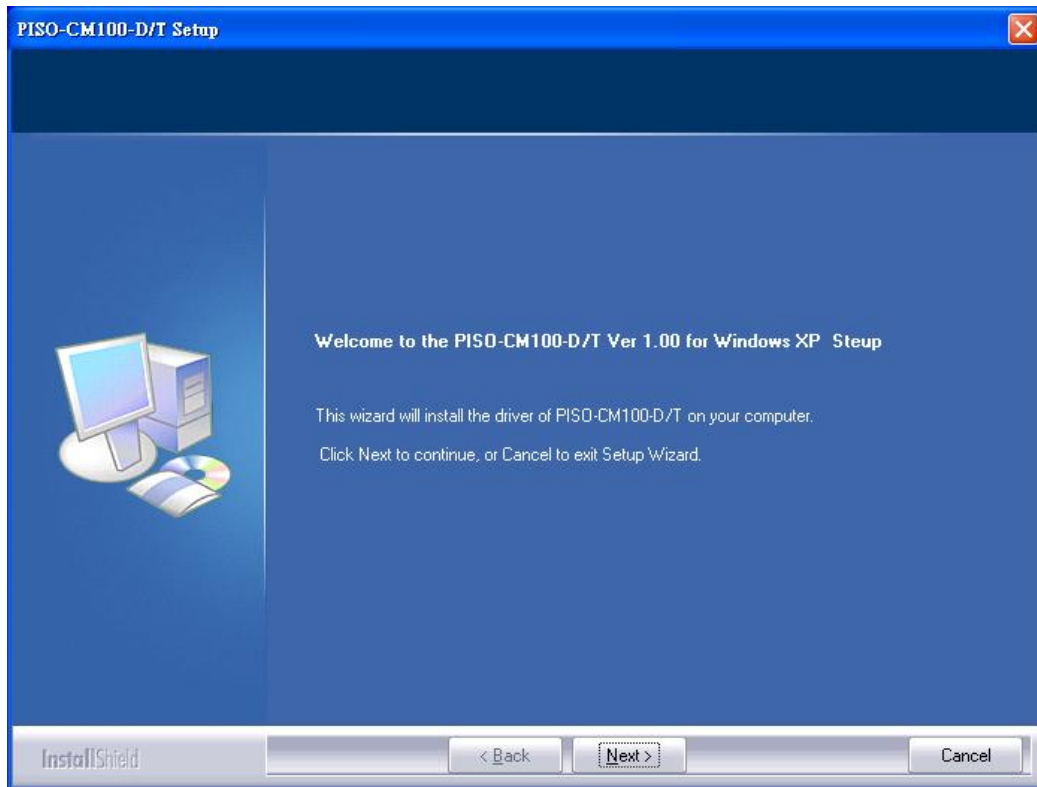 PISO-CM100-D/T Setup
Welcome to the PISO-CM100-D/T Ver 1.00 for Windows XP  Steup
This wizard will install the driver of PISO-CM100-D/T on your computer.
Click Next to continue, or Cancel to exit Setup Wizard.
InstallShield
< Back
Next >
Cancel